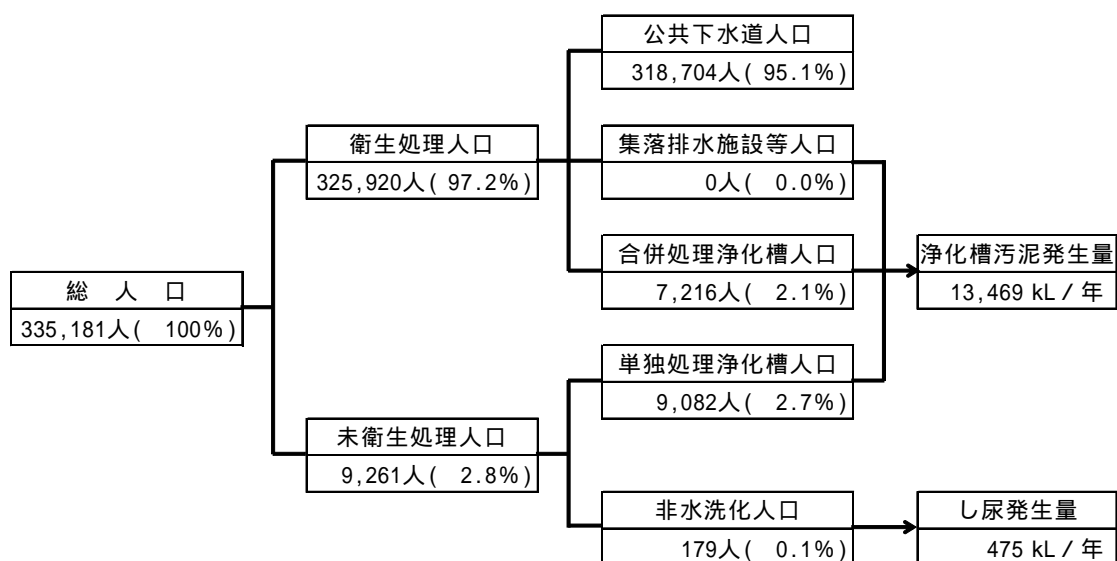 公共下水道人口
318,704人( 95.1%)
衛生処理人口
325,920人( 97.2%)
集落排水施設等人口
0人( 0.0%)
合併処理浄化槽人口
7,216人( 2.1%)
浄化槽汚泥発生量
13,469 kL / 年
総 人 口
335,181人( 100%)
単独処理浄化槽人口
9,082人( 2.7%)
未衛生処理人口
9,261人( 2.8%)
非水洗化人口
179人( 0.1%)
し尿発生量
475 kL / 年